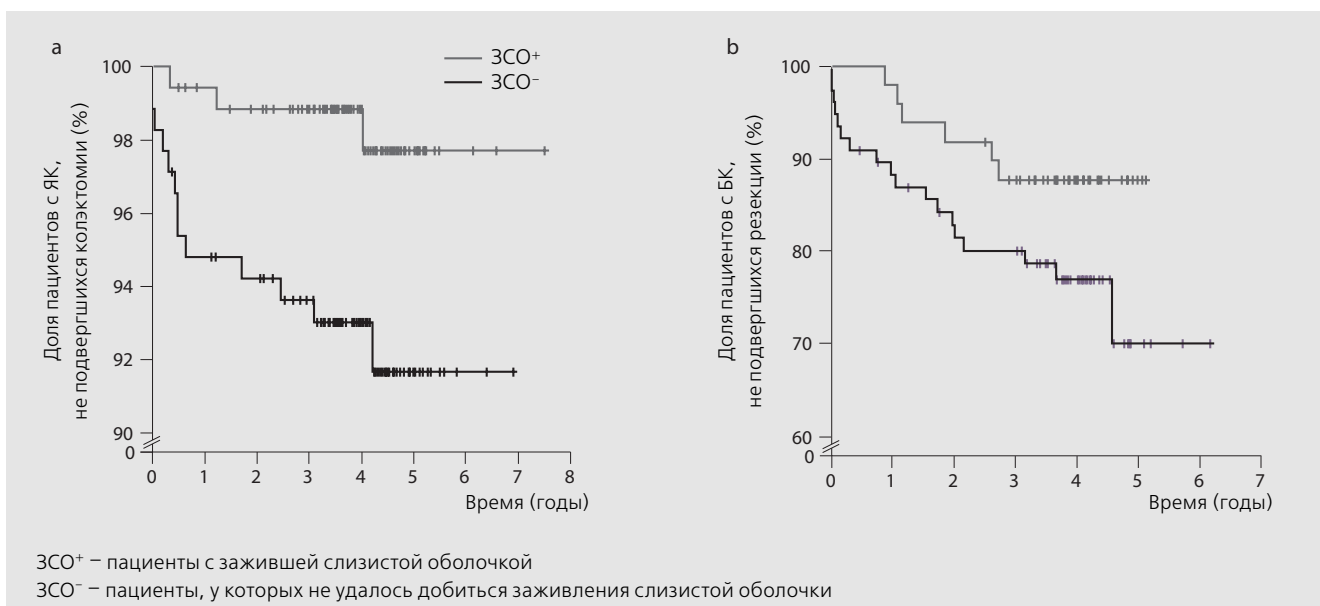 a
ЗСО⁺
ЗСО⁻
Доля пациентов с ЯК,
не подвергшихся колэктомии (%)
100
98
96
94
92
90
0
0 1 2 3 4 5 6 7 8
Время (годы)
b
Доля пациентов с БК,
не подвергшихся резекции (%)
100
90
80
70
60
0
0 1 2 3 4 5 6 7
Время (годы)
ЗСО⁺ – пациенты с зажившей слизистой оболочкой
ЗСО⁻ – пациенты, у которых не удалось добиться заживления слизистой оболочки